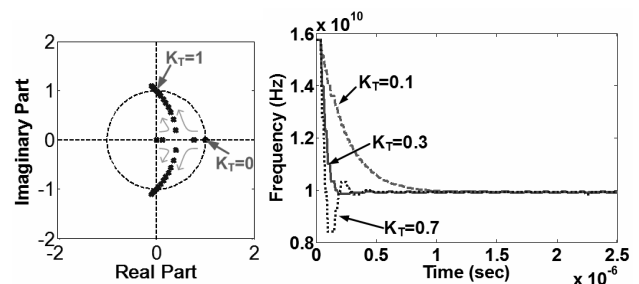 2
1
0
-1
-2
-2
0
2
Imaginary Part
Real Part
K_T=1
K_T=0
1.6 x 10^10
1.4
1.2
1.0
0.8
Frequency (Hz)
K_T=0.1
K_T=0.3
K_T=0.7
0
0.5
1
1.5
2
2.5
Time (sec)
x 10^-6